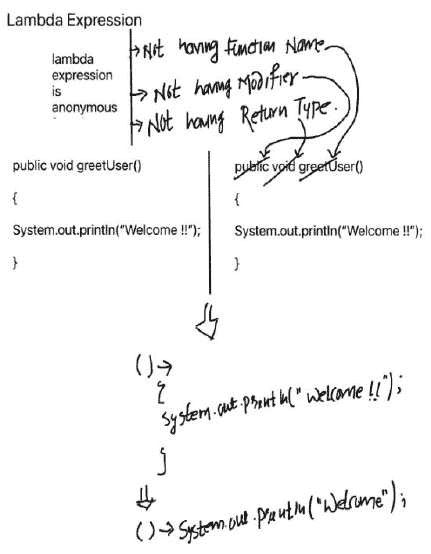 Lambda Expression
lambda
expression
is
anonymous
→ Not having Function Name
→ Not having Modifier
→ Not having Return Type.
public void greetUser()
{
System.out.println("Welcome !!");
}
public void greetUser()
{
System.out.println("Welcome !!");
}
() →
{
System.out.println(" Welcome !!");
}
() → System.out.println("Welcome");